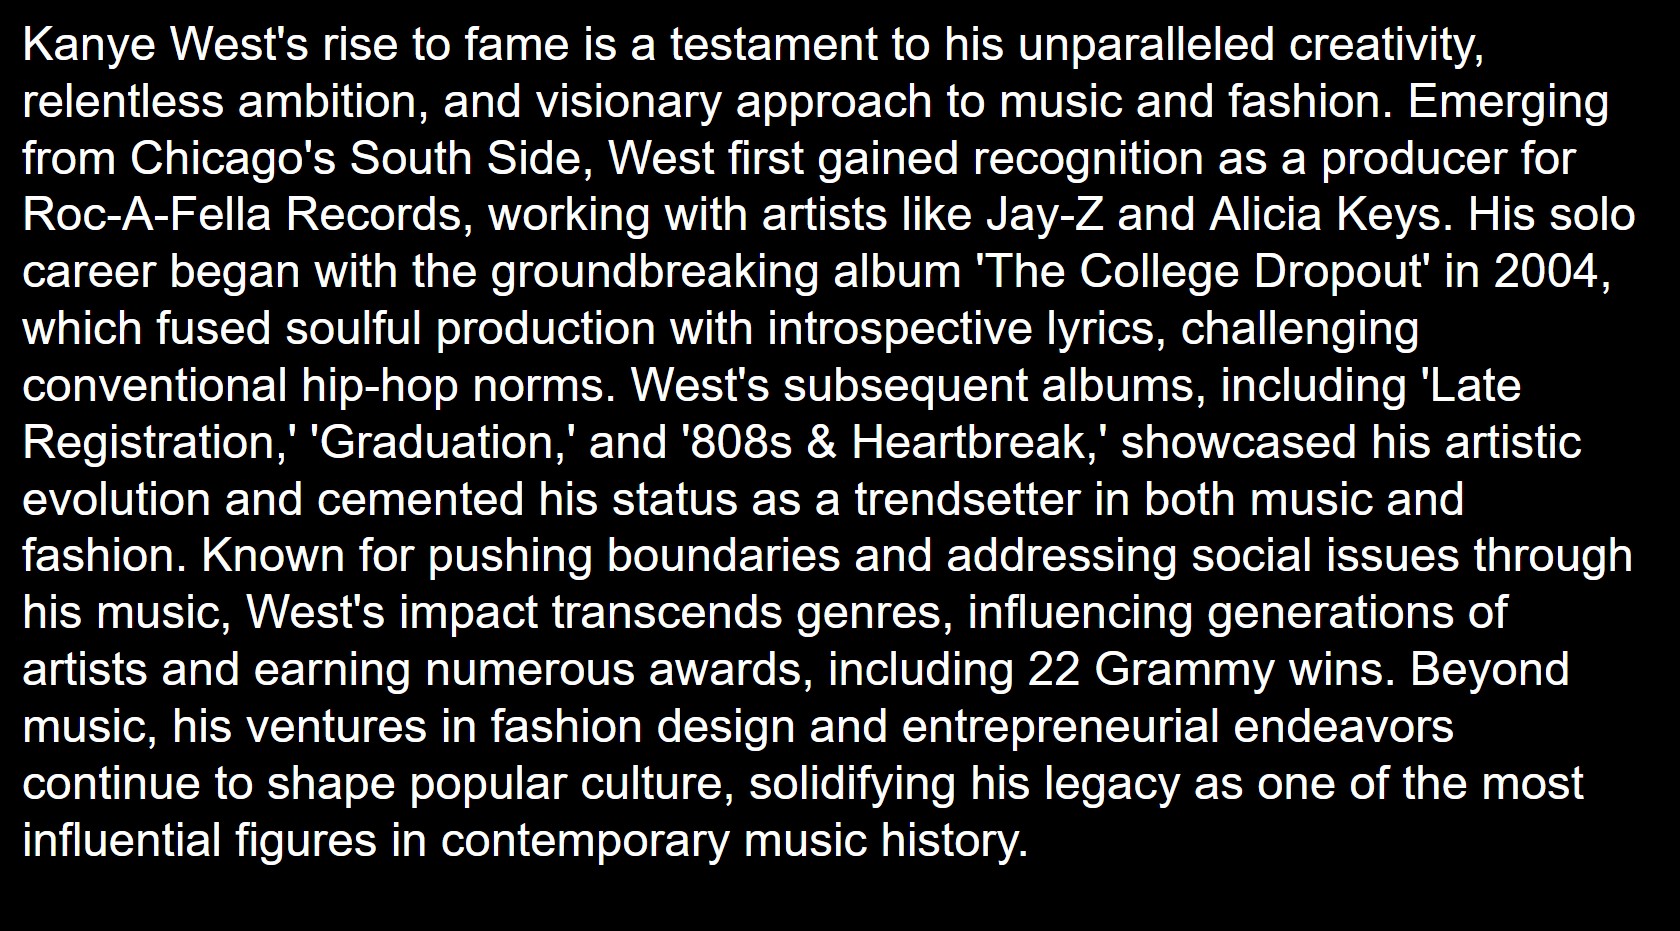 Kanye West's rise to fame is a testament to his unparalleled creativity,
relentless ambition, and visionary approach to music and fashion. Emerging
from Chicago's South Side, West first gained recognition as a producer for
Roc-A-Fella Records, working with artists like Jay-Z and Alicia Keys. His solo
career began with the groundbreaking album 'The College Dropout' in 2004,
which fused soulful production with introspective lyrics, challenging
conventional hip-hop norms. West's subsequent albums, including 'Late
Registration,' 'Graduation,' and '808s & Heartbreak,' showcased his artistic
evolution and cemented his status as a trendsetter in both music and
fashion. Known for pushing boundaries and addressing social issues through
his music, West's impact transcends genres, influencing generations of
artists and earning numerous awards, including 22 Grammy wins. Beyond
music, his ventures in fashion design and entrepreneurial endeavors
continue to shape popular culture, solidifying his legacy as one of the most
influential figures in contemporary music history.